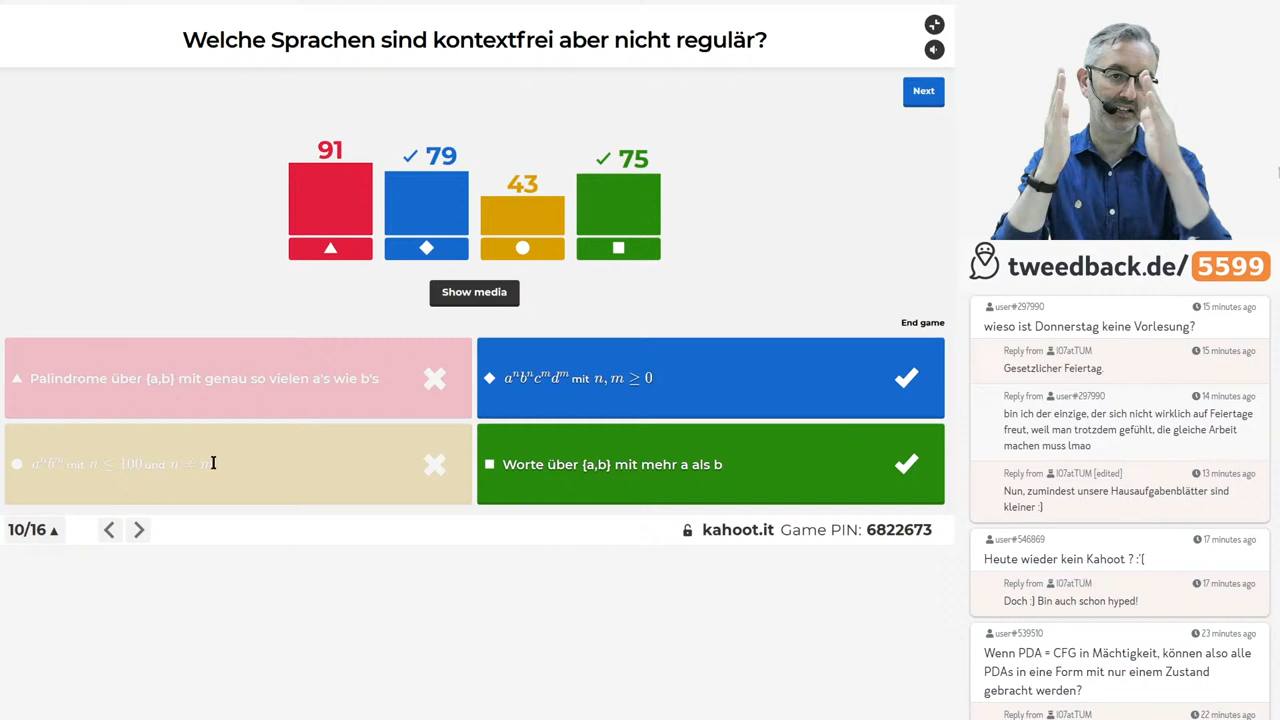 Welche Sprachen sind kontextfrei aber nicht regulär?
Next
91
✓ 79
43
✓ 75
Show media
End game
Palindrome über {a,b} mit genau so vielen a's wie b's
aⁿbⁿcᵐdᵐ mit n, m ≥ 0
mit n ≤ 100 und n ≠ m
Worte über {a,b} mit mehr a als b
10/16
kahoot.it Game PIN: 6822673
tweedback.de/ 5599
user#297990 15 minutes ago
wieso ist Donnerstag keine Vorlesung?
Reply from I07atTUM 15 minutes ago
Gesetzlicher Feiertag.
Reply from user#297990 14 minutes ago
bin ich der einzige, der sich nicht wirklich auf Feiertage
freut, weil man trotzdem gefühlt, die gleiche Arbeit
machen muss lmao
Reply from I07atTUM [edited] 13 minutes ago
Nun, zumindest unsere Hausaufgabenblätter sind
kleiner :)
user#546869 17 minutes ago
Heute wieder kein Kahoot ? :'[
Reply from I07atTUM 17 minutes ago
Doch :) Bin auch schon hyped!
user#539510 23 minutes ago
Wenn PDA = CFG in Mächtigkeit, können also alle
PDAs in eine Form mit nur einem Zustand
gebracht werden?
Reply from I07atTUM 22 minutes ago